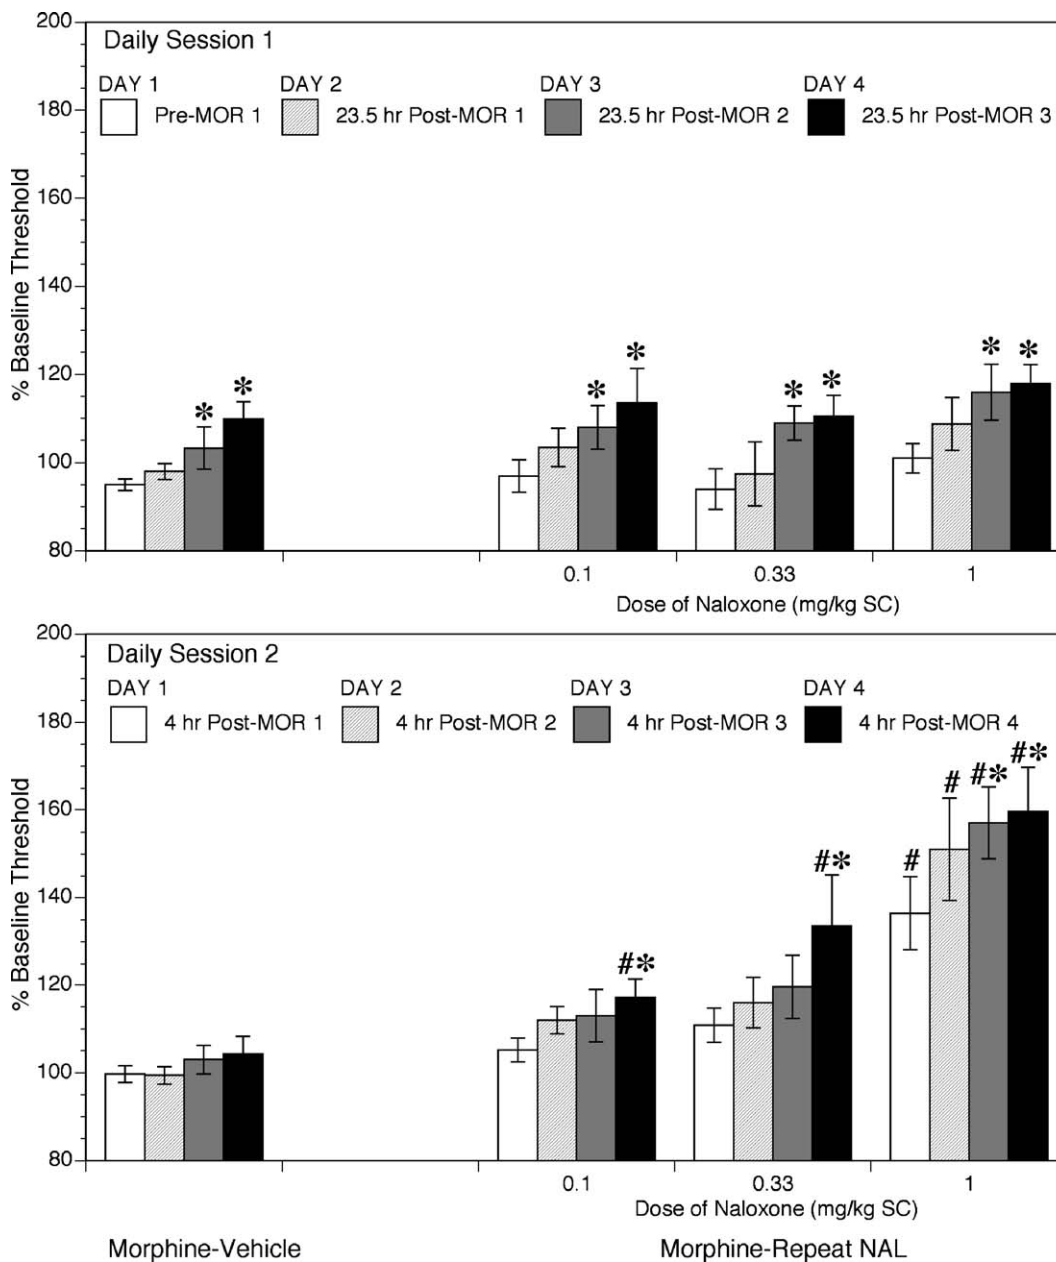 200
Daily Session 1
DAY 1 DAY 2 DAY 3 DAY 4
Pre-MOR 1 23.5 hr Post-MOR 1 23.5 hr Post-MOR 2 23.5 hr Post-MOR 3
180
160
140
120
100
80
% Baseline Threshold
* * * * * * * *
0.1 0.33 1
Dose of Naloxone (mg/kg SC)
200
Daily Session 2
DAY 1 DAY 2 DAY 3 DAY 4
4 hr Post-MOR 1 4 hr Post-MOR 2 4 hr Post-MOR 3 4 hr Post-MOR 4
180
160
140
120
100
80
% Baseline Threshold
#* #* # # #* #*
0.1 0.33 1
Dose of Naloxone (mg/kg SC)
Morphine-Vehicle Morphine-Repeat NAL